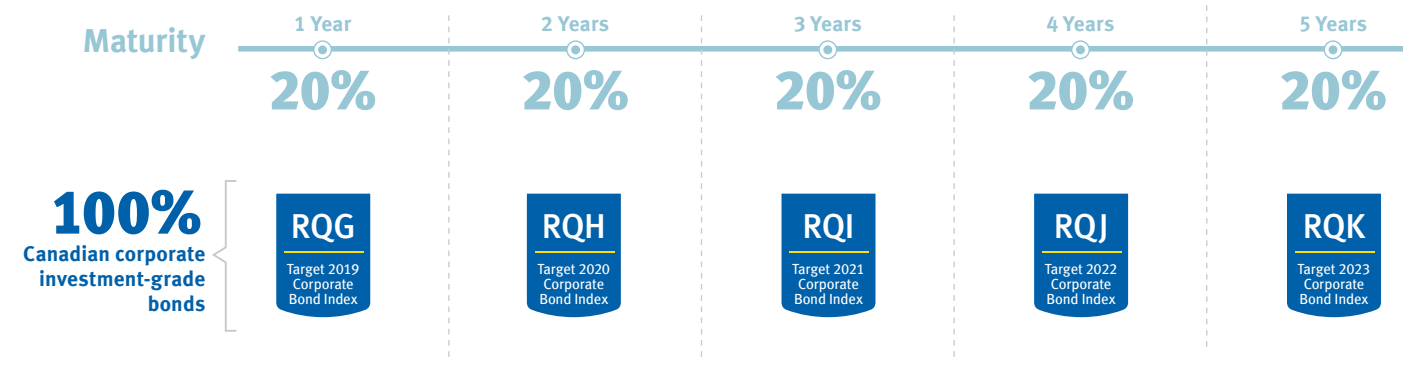 Maturity
1 Year
2 Years
3 Years
4 Years
5 Years
20%
20%
20%
20%
20%
100%
Canadian corporate
investment-grade
bonds
RQG
Target 2019
Corporate
Bond Index
RQH
Target 2020
Corporate
Bond Index
RQI
Target 2021
Corporate
Bond Index
RQJ
Target 2022
Corporate
Bond Index
RQK
Target 2023
Corporate
Bond Index